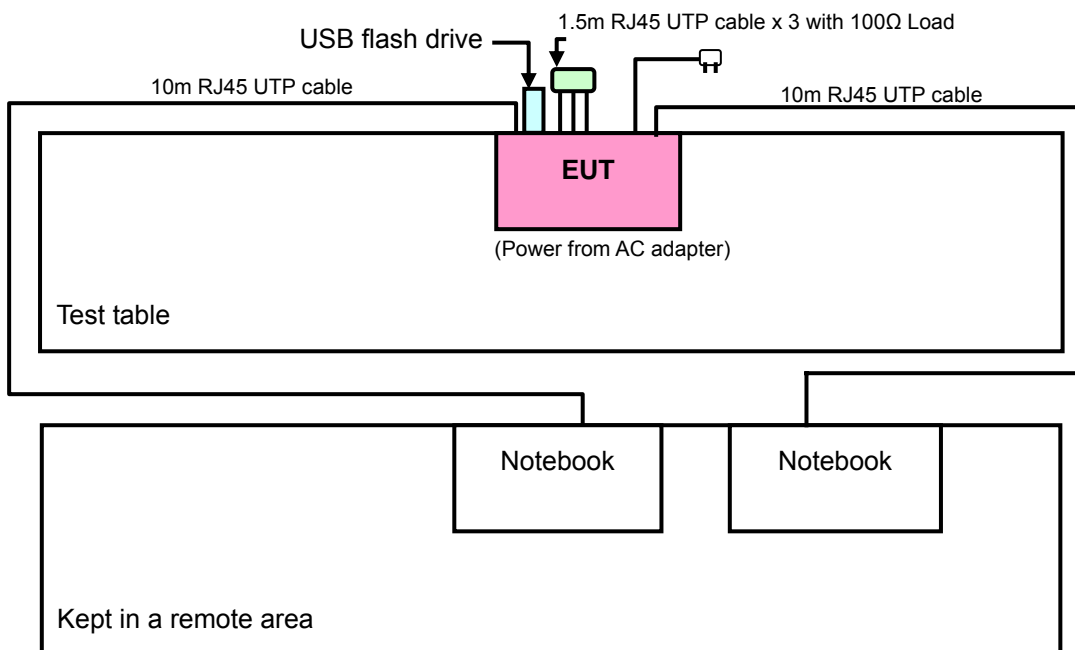 1.5m RJ45 UTP cable x 3 with 100Ω Load
USB flash drive
10m RJ45 UTP cable
10m RJ45 UTP cable
EUT
(Power from AC adapter)
Test table
Notebook
Notebook
Kept in a remote area